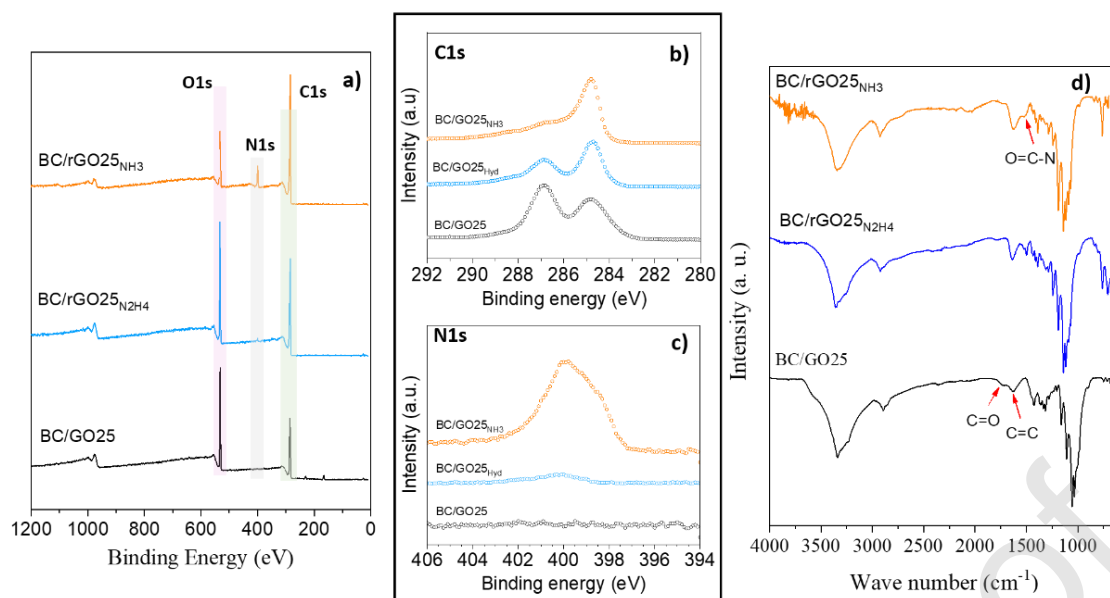 a)
O1s
C1s
N1s
BC/rGO25NH3
BC/rGO25N2H4
BC/GO25
1200 1000 800 600 400 200 0
Binding Energy (eV)
C1s
b)
Intensity (a.u)
BC/GO25NH3
BC/GO25Hyd
BC/GO25
292 290 288 286 284 282 280
Binding energy (eV)
N1s
c)
Intensity (a.u.)
BC/GO25NH3
BC/GO25Hyd
BC/GO25
406 404 402 400 398 396 394
Binding energy (eV)
d)
Intensity (a. u.)
BC/rGO25NH3
O=C-N
BC/rGO25N2H4
BC/GO25
C=O
C=C
4000 3500 3000 2500 2000 1500 1000
Wave number (cm-1)